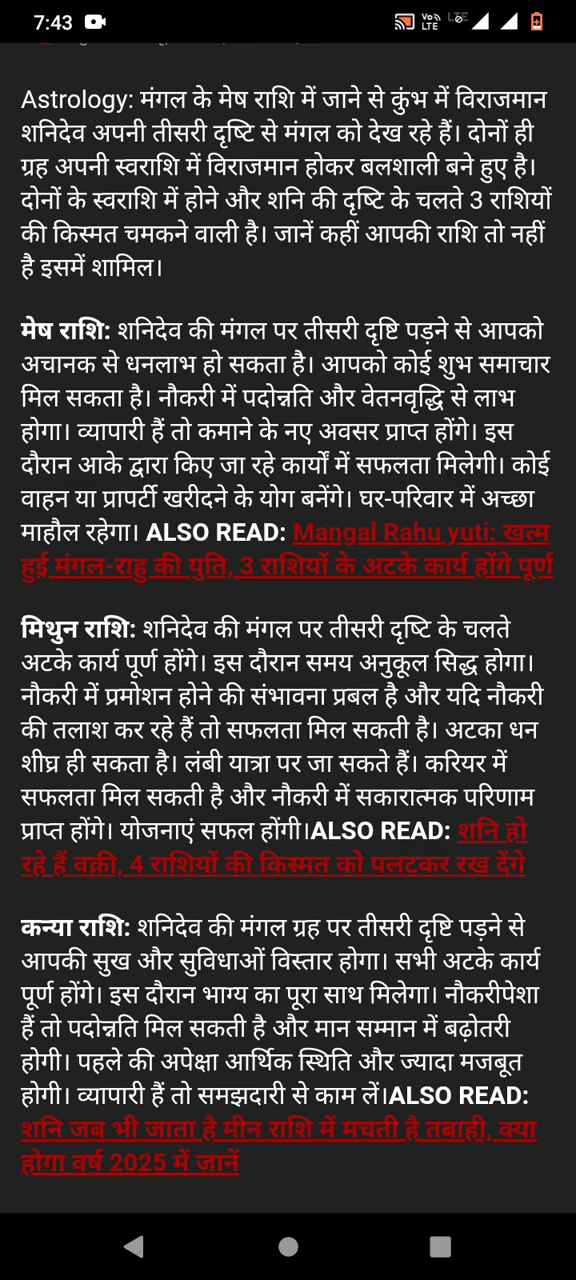 7:43
Vo))
LTE
LTE
Astrology: मंगल के मेष राशि में जाने से कुंभ में विराजमान
शनिदेव अपनी तीसरी दृष्टि से मंगल को देख रहे हैं। दोनों ही
ग्रह अपनी स्वराशि में विराजमान होकर बलशाली बने हुए है।
दोनों के स्वराशि में होने और शनि की दृष्टि के चलते 3 राशियों
की किस्मत चमकने वाली है। जानें कहीं आपकी राशि तो नहीं
है इसमें शामिल।
मेष राशि: शनिदेव की मंगल पर तीसरी दृष्टि पड़ने से आपको
अचानक से धनलाभ हो सकता है। आपको कोई शुभ समाचार
मिल सकता है। नौकरी में पदोन्नति और वेतनवृद्धि से लाभ
होगा। व्यापारी हैं तो कमाने के नए अवसर प्राप्त होंगे। इस
दौरान आके द्वारा किए जा रहे कार्यों में सफलता मिलेगी। कोई
वाहन या प्रापर्टी खरीदने के योग बनेंगे। घर-परिवार में अच्छा
माहौल रहेगा। ALSO READ: Mangal Rahu yuti: खत्म
हुई मंगल-राहु की युति, 3 राशियों के अटके कार्य होंगे पूर्ण
मिथुन राशि: शनिदेव की मंगल पर तीसरी दृष्टि के चलते
अटके कार्य पूर्ण होंगे। इस दौरान समय अनुकूल सिद्ध होगा।
नौकरी में प्रमोशन होने की संभावना प्रबल है और यदि नौकरी
की तलाश कर रहे हैं तो सफलता मिल सकती है। अटका धन
शीघ्र ही सकता है। लंबी यात्रा पर जा सकते हैं। करियर में
सफलता मिल सकती है और नौकरी में सकारात्मक परिणाम
प्राप्त होंगे। योजनाएं सफल होंगी।ALSO READ: शनि हो
रहे हैं वक्री, 4 राशियों की किस्मत को पलटकर रख देंगे
कन्या राशि: शनिदेव की मंगल ग्रह पर तीसरी दृष्टि पड़ने से
आपकी सुख और सुविधाओं विस्तार होगा। सभी अटके कार्य
पूर्ण होंगे। इस दौरान भाग्य का पूरा साथ मिलेगा। नौकरीपेशा
हैं तो पदोन्नति मिल सकती है और मान सम्मान में बढ़ोतरी
होगी। पहले की अपेक्षा आर्थिक स्थिति और ज्यादा मजबूत
होगी। व्यापारी हैं तो समझदारी से काम लें।ALSO READ:
शनि जब भी जाता है मीन राशि में मचती है तबाही, क्या
होगा वर्ष 2025 में जानें